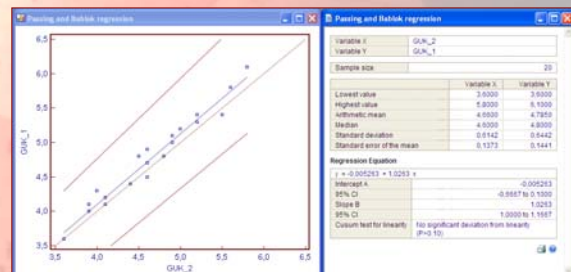 Passing and Bablok regression
6,5
6,0
5,5
5,0
4,5
4,0
3,5
GUK_1
3,5 4,0 4,5 5,0 5,5 6,0 6,5
GUK_2
Passing and Bablok regression
Variable X GUK_2
Variable Y GUK_1
Sample size 20
Variable X Variable Y
Lowest value 3.6000 3.6000
Highest value 5.8000 6.1000
Arithmetic mean 4.6600 4.7850
Median 4.6000 4.8000
Standard deviation 0.6142 0.6442
Standard error of the mean 0.1373 0.1441
Regression Equation
y = -0,005263 + 1,0263 x
Intercept A -0,005263
95% CI to 0,1000
Slope B 1,0263
95% CI 1,0000 to 1,1667
Cusum test for linearity No significant deviation from linearity
(P>0.10)